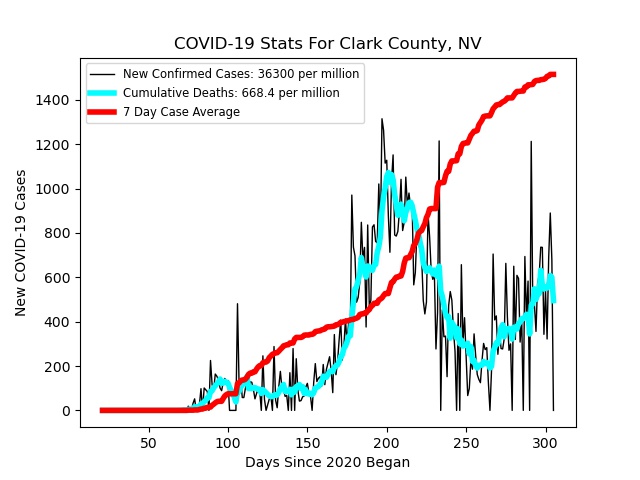 COVID-19 Stats For Clark County, NV
New Confirmed Cases: 36300 per million
Cumulative Deaths: 668.4 per million
7 Day Case Average
New COVID-19 Cases
1400
1200
1000
800
600
400
200
0
50 100 150 200 250 300
Days Since 2020 Began